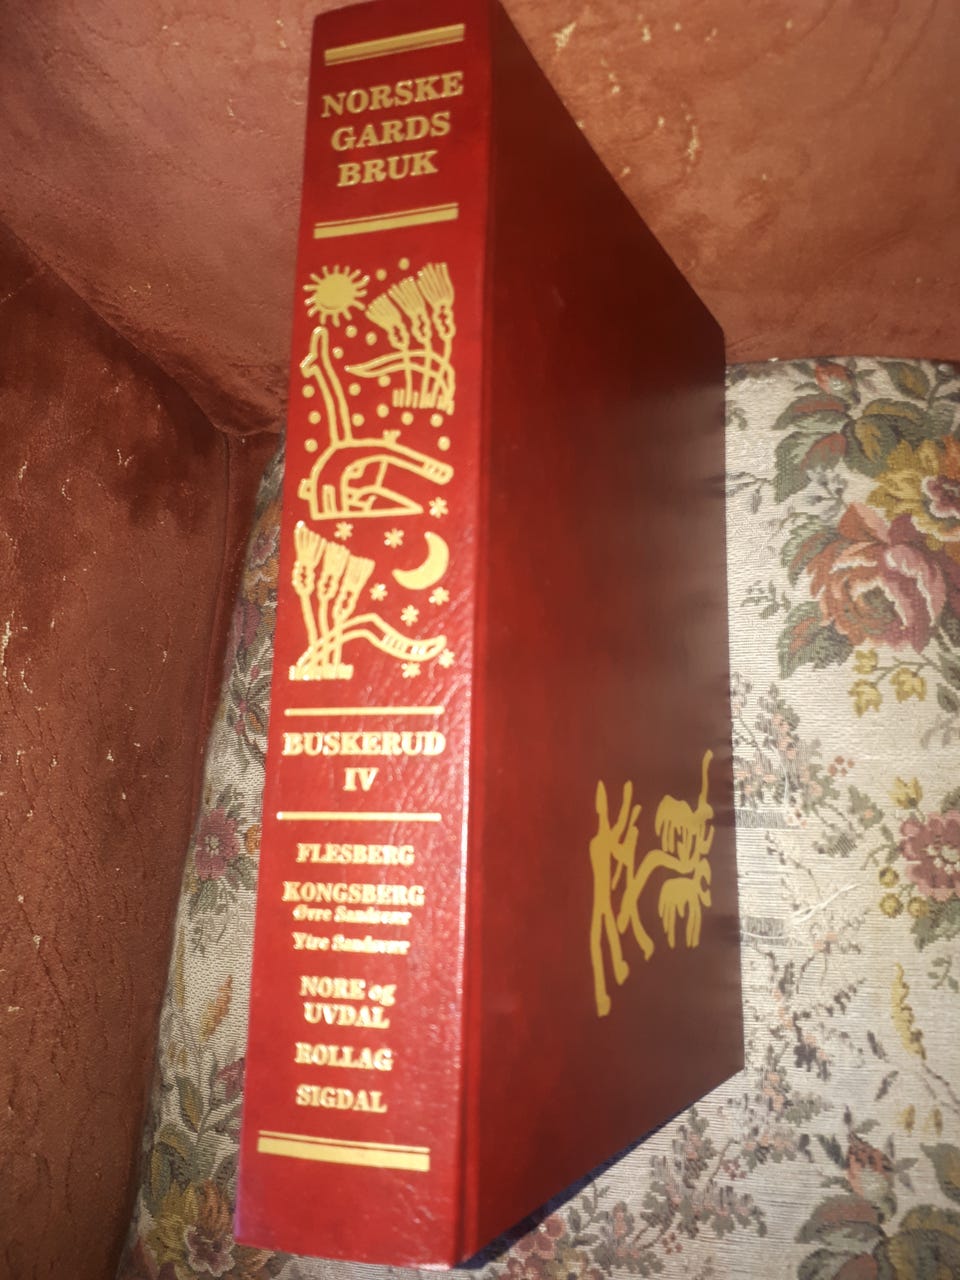 NORSKE
GARDS
BRUK
BUSKERUD
IV
FLESBERG
KONGSBERG
Øvre Sandsvær
Ytre Sandsvær
NORE og
UVDAL
ROLLAG
SIGDAL